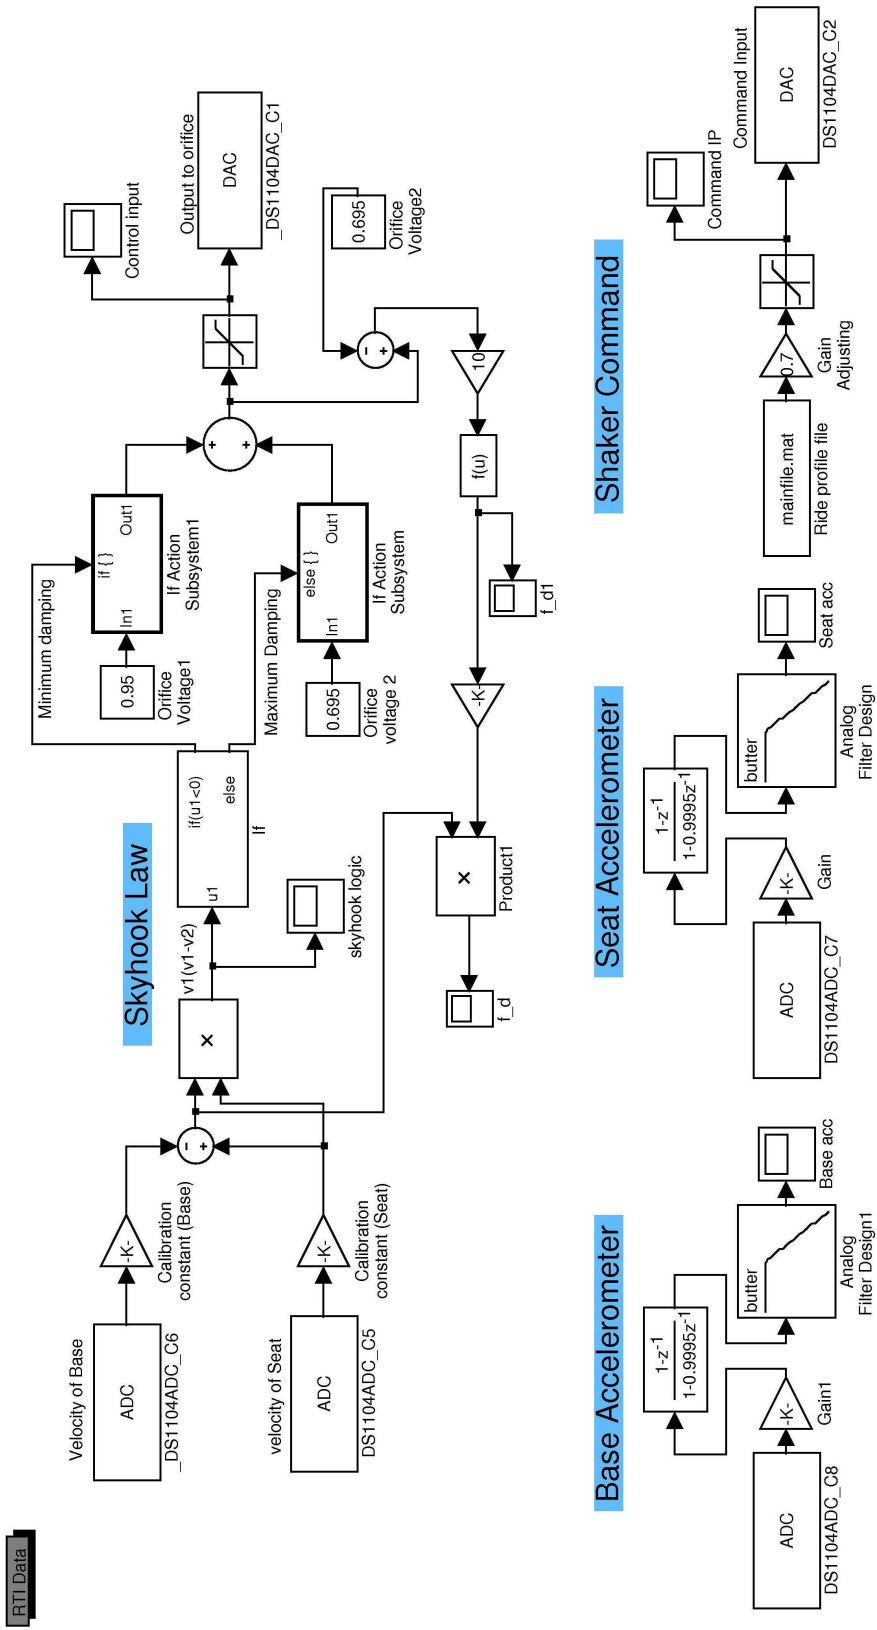 RTI Data
Skyhook Law
Velocity of Base
ADC
_DS1104ADC_C6
-K-
Calibration
constant (Base)
velocity of Seat
ADC
DS1104ADC_C5
-K-
Calibration
constant (Seat)
−
+
×
v1(v1-v2)
skyhook logic
u1
if(u1<0)
else
If
Minimum damping
0.95
Orifice
Voltage1
In1
if { }
Out1
If Action
Subsystem1
Maximum Damping
0.695
Orifice
voltage 2
In1
else { }
Out1
If Action
Subsystem
+
+
Control input
Output to orifice
DAC
_DS1104DAC_C1
0.695
Orifice
Voltage2
−
+
10
f(u)
f_d1
-K-
×
Product1
f_d
Base Accelerometer
ADC
DS1104ADC_C8
-K-
Gain1
1-z-1
1-0.9995z-1
butter
Analog
Filter Design1
Base acc
Seat Accelerometer
ADC
DS1104ADC_C7
-K-
Gain
1-z-1
1-0.9995z-1
butter
Analog
Filter Design
Seat acc
Shaker Command
mainfile.mat
Ride profile file
0.7
Gain
Adjusting
Command IP
Command Input
DAC
DS1104DAC_C2